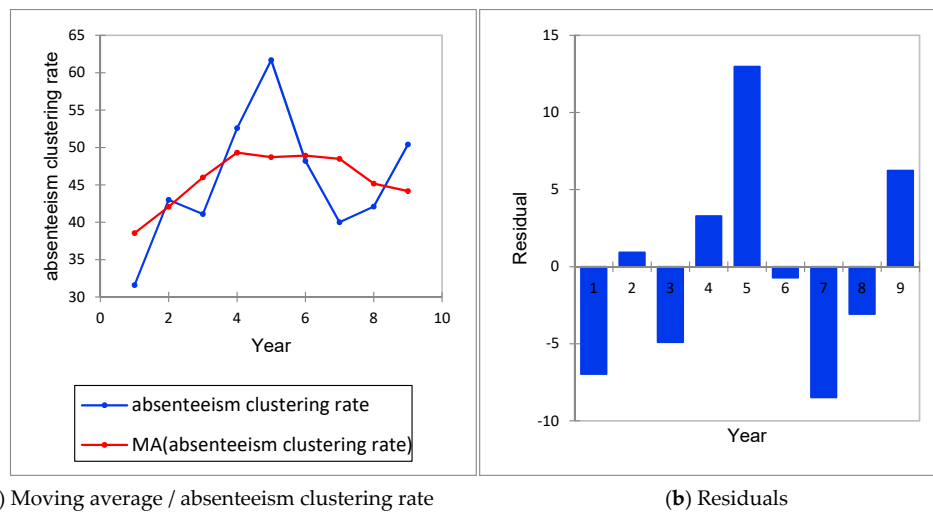 absenteeism clustering rate
65
60
55
50
45
40
35
30
0 2 4 6 8 10
Year
absenteeism clustering rate
MA(absenteeism clustering rate)
) Moving average / absenteeism clustering rate
Residual
15
10
5
0
-5
-10
1 2 3 4 5 6 7 8 9
Year
(b) Residuals